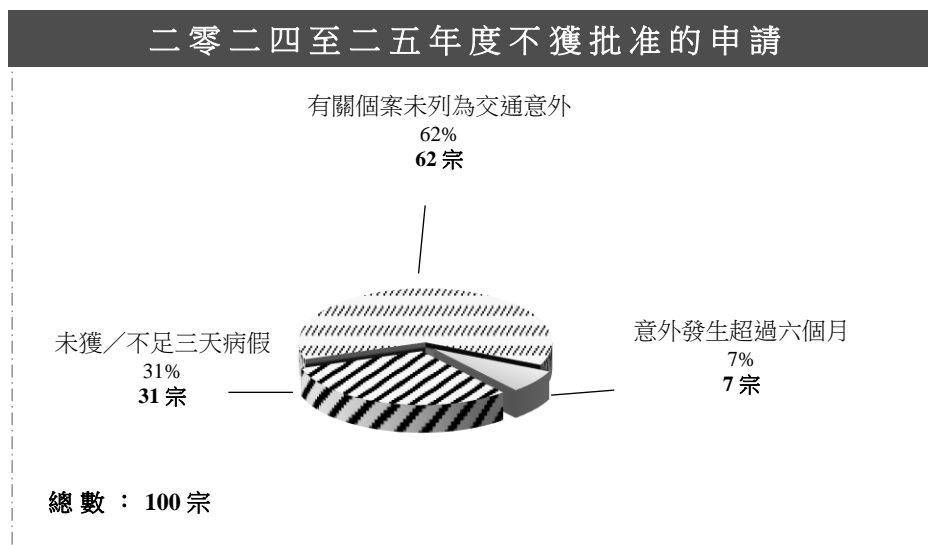 二零二四至二五年度不獲批准的申請
有關個案未列為交通意外
62%
62 宗
未獲／不足三天病假
31%
31 宗
意外發生超過六個月
7%
7 宗
總數： 100 宗